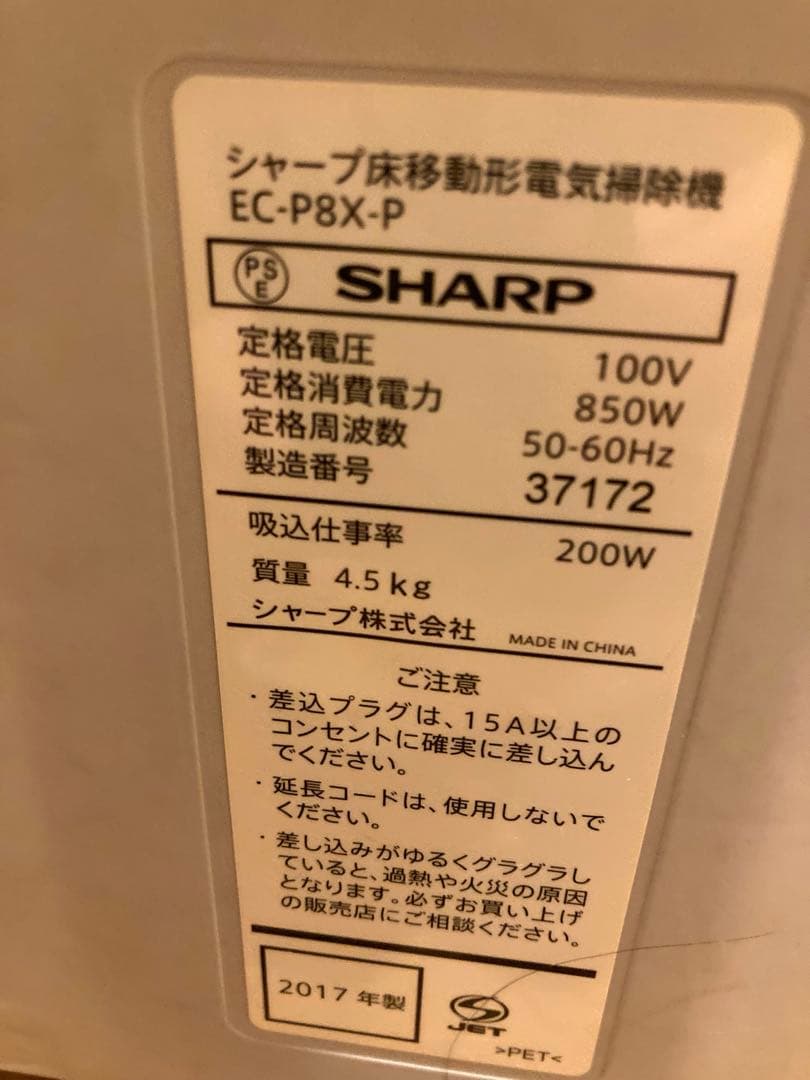 シャープ床移動形電気掃除機
EC-P8X-P
PSE SHARP
定格電圧 100V
定格消費電力 850W
定格周波数 50-60Hz
製造番号 37172
吸込仕事率 200W
質量 4.5kg
シャープ株式会社 MADE IN CHINA
ご注意
・差込プラグは、15A以上の
コンセントに確実に差し込ん
でください。
・延長コードは、使用しないで
ください。
・差し込みがゆるくグラグラし
ていると、過熱や火災の原因
となります。必ずお買い上げ
の販売店にご相談ください。
2017年製 JET
>PET<